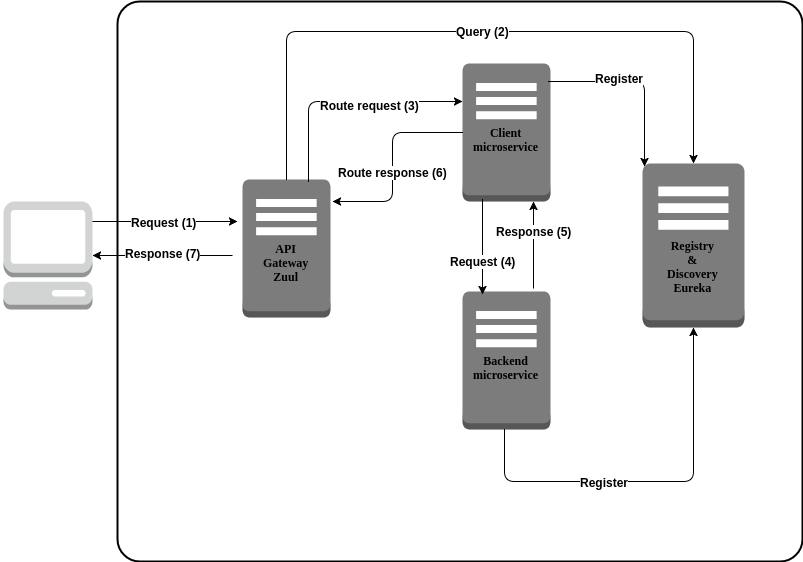 Query (2)
Register
Route request (3)
Client
microservice
Route response (6)
Request (1)
Response (7)
API
Gateway
Zuul
Response (5)
Request (4)
Registry
&
Discovery
Eureka
Backend
microservice
Register